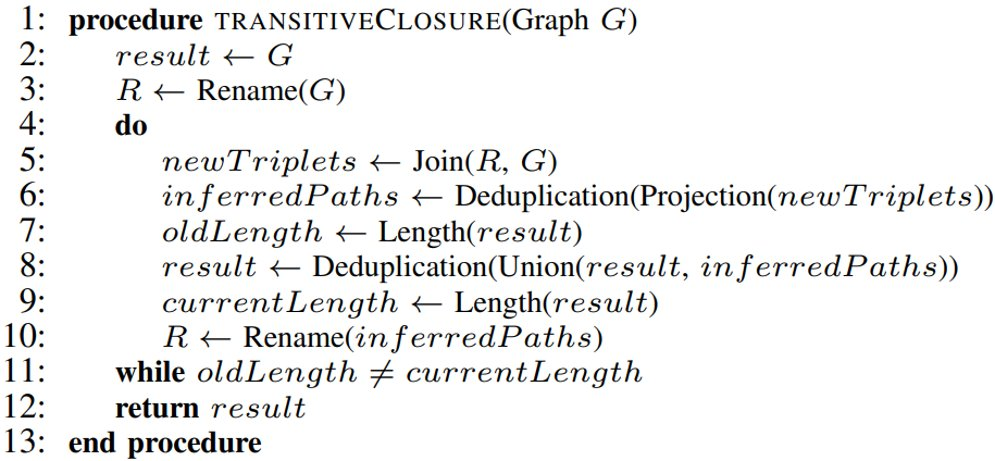 1: procedure TRANSITIVECLOSURE(Graph G)
2: result ← G
3: R ← Rename(G)
4: do
5: newTriplets ← Join(R, G)
6: inferredPaths ← Deduplication(Projection(newTriplets))
7: oldLength ← Length(result)
8: result ← Deduplication(Union(result, inferredPaths))
9: currentLength ← Length(result)
10: R ← Rename(inferredPaths)
11: while oldLength ≠ currentLength
12: return result
13: end procedure